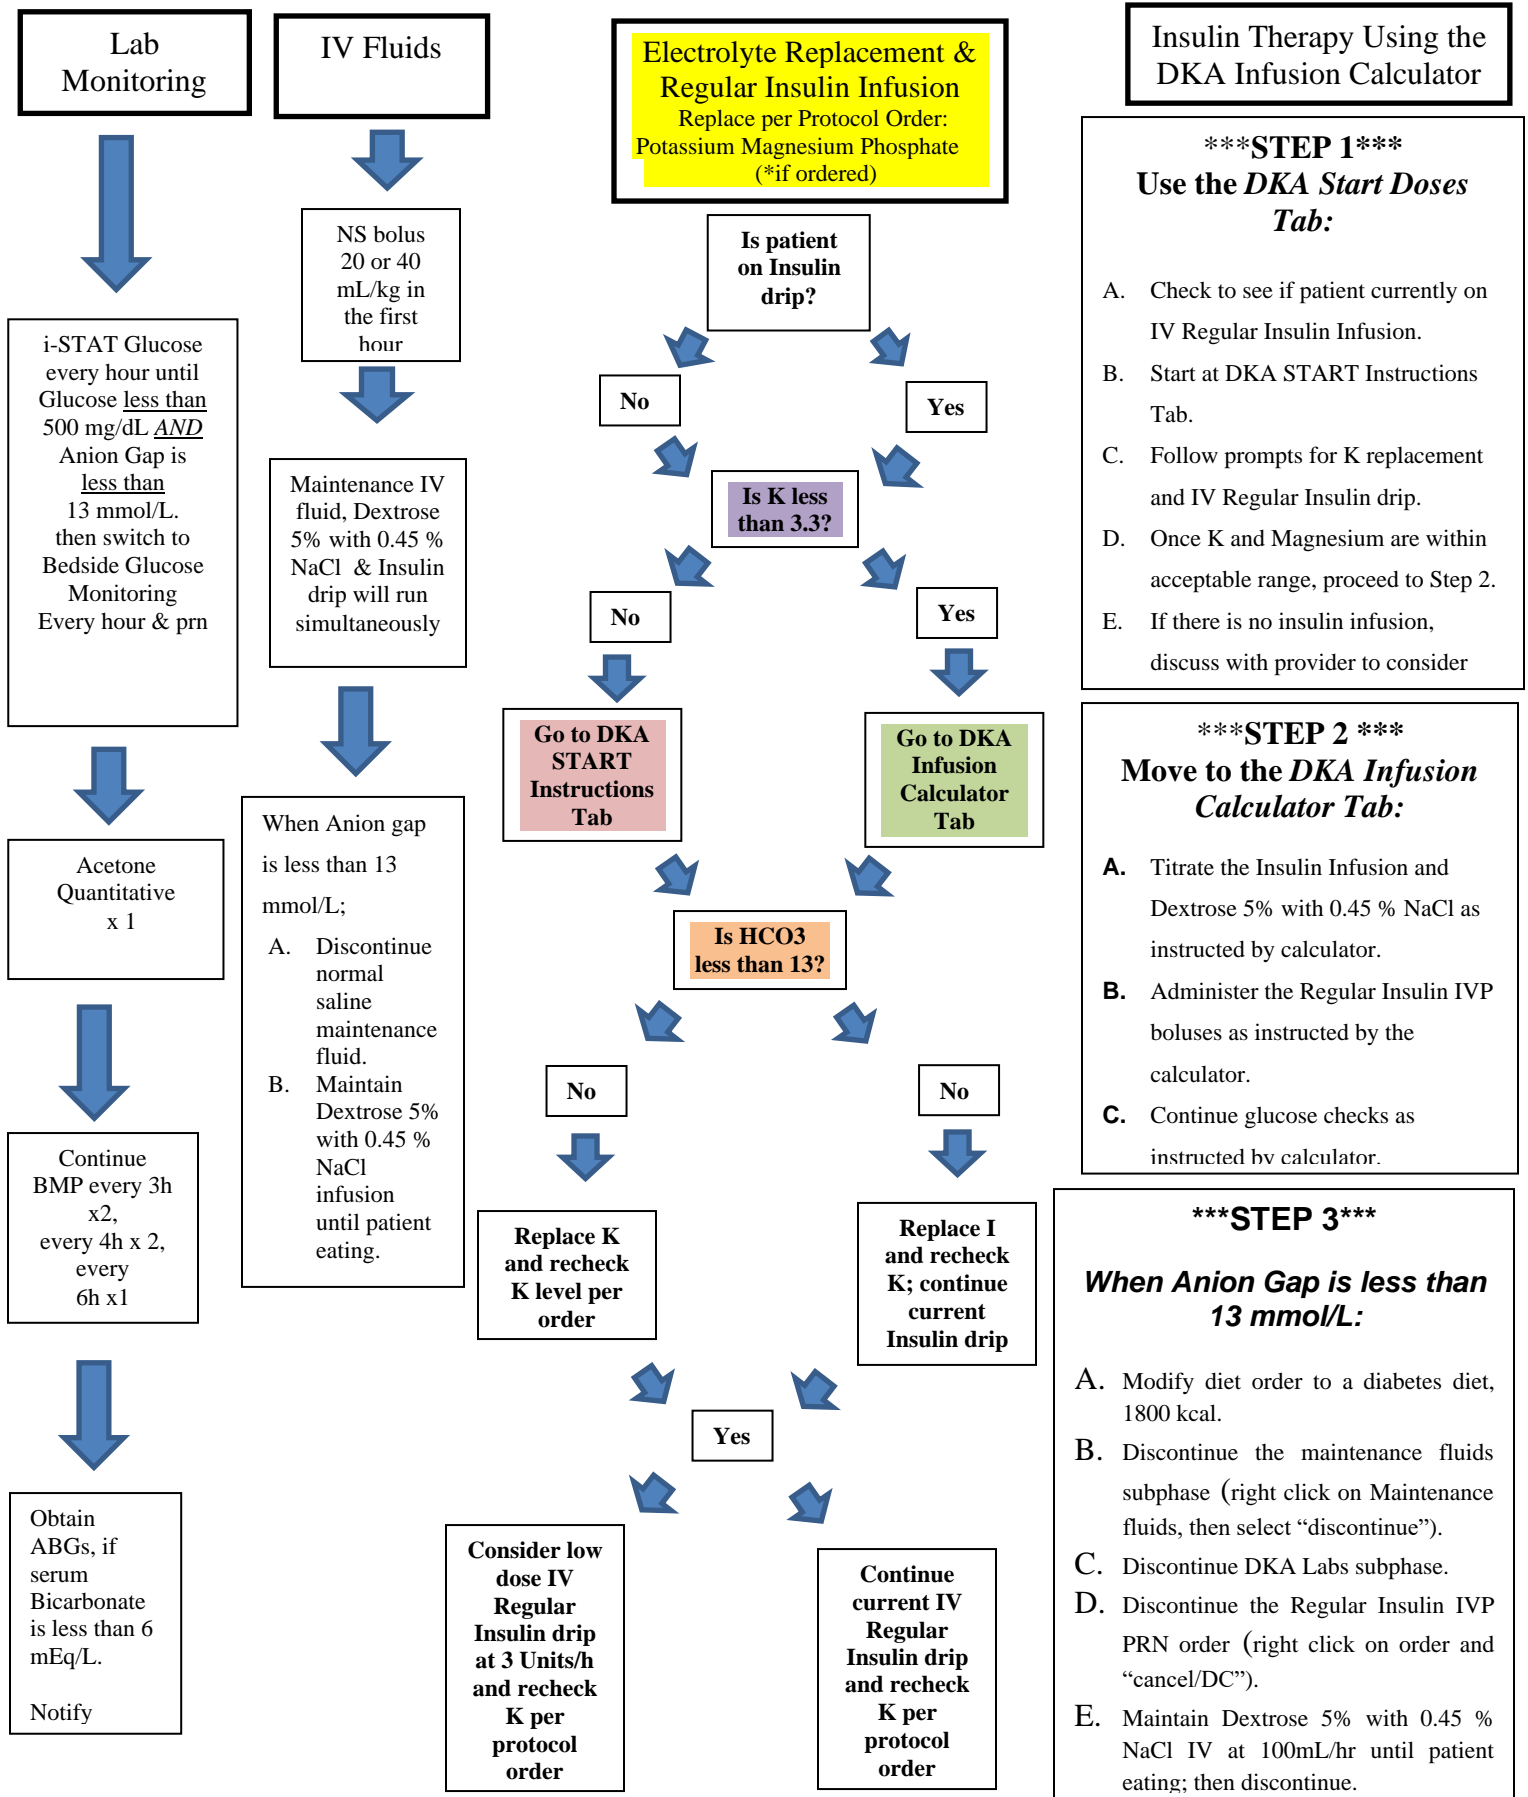 Lab
Monitoring
i-STAT Glucose
every hour until
Glucose less than
500 mg/dL AND
Anion Gap is
less than
13 mmol/L.
then switch to
Bedside Glucose
Monitoring
Every hour & prn
Acetone
Quantitative
x 1
Continue
BMP every 3h
x2,
every 4h x 2,
every
6h x1
Obtain
ABGs, if
serum
Bicarbonate
is less than 6
mEq/L.
Notify
IV Fluids
NS bolus
20 or 40
mL/kg in
the first
hour
Maintenance IV
fluid, Dextrose
5% with 0.45 %
NaCl & Insulin
drip will run
simultaneously
When Anion gap
is less than 13
mmol/L;
A. Discontinue
normal
saline
maintenance
fluid.
B. Maintain
Dextrose 5%
with 0.45 %
NaCl
infusion
until patient
eating.
Electrolyte Replacement &
Regular Insulin Infusion
Replace per Protocol Order:
Potassium Magnesium Phosphate
(*if ordered)
Is patient
on Insulin
drip?
No
Yes
Is K less
than 3.3?
No
Yes
Go to DKA
START
Instructions
Tab
Go to DKA
Infusion
Calculator
Tab
Is HCO3
less than 13?
No
No
Replace K
and recheck
K level per
order
Replace I
and recheck
K; continue
current
Insulin drip
Yes
Consider low
dose IV
Regular
Insulin drip
at 3 Units/h
and recheck
K per
protocol
order
Continue
current IV
Regular
Insulin drip
and recheck
K per
protocol
order
Insulin Therapy Using the
DKA Infusion Calculator
***STEP 1***
Use the DKA Start Doses
Tab:
A. Check to see if patient currently on
IV Regular Insulin Infusion.
B. Start at DKA START Instructions
Tab.
C. Follow prompts for K replacement
and IV Regular Insulin drip.
D. Once K and Magnesium are within
acceptable range, proceed to Step 2.
E. If there is no insulin infusion,
discuss with provider to consider
***STEP 2 ***
Move to the DKA Infusion
Calculator Tab:
A. Titrate the Insulin Infusion and
Dextrose 5% with 0.45 % NaCl as
instructed by calculator.
B. Administer the Regular Insulin IVP
boluses as instructed by the
calculator.
C. Continue glucose checks as
instructed by calculator.
***STEP 3***
When Anion Gap is less than
13 mmol/L:
A. Modify diet order to a diabetes diet,
1800 kcal.
B. Discontinue the maintenance fluids
subphase (right click on Maintenance
fluids, then select “discontinue”).
C. Discontinue DKA Labs subphase.
D. Discontinue the Regular Insulin IVP
PRN order (right click on order and
“cancel/DC”).
E. Maintain Dextrose 5% with 0.45 %
NaCl IV at 100mL/hr until patient
eating; then discontinue.